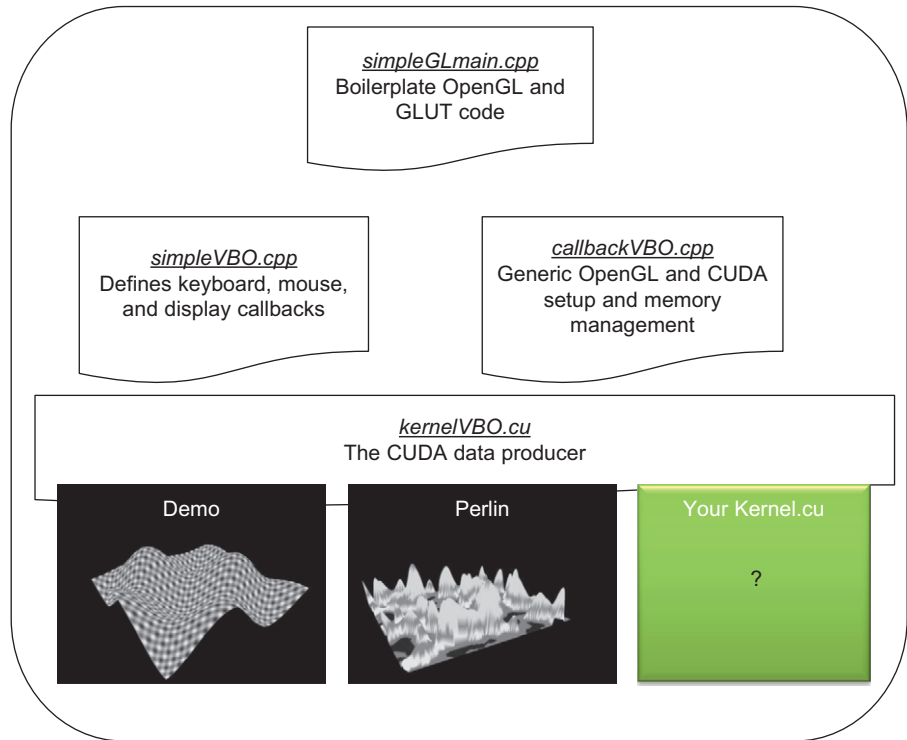 simpleGLmain.cpp
Boilerplate OpenGL and
GLUT code
simpleVBO.cpp
Defines keyboard, mouse,
and display callbacks
callbackVBO.cpp
Generic OpenGL and CUDA
setup and memory
management
kernelVBO.cu
The CUDA data producer
Demo
Perlin
Your Kernel.cu
?